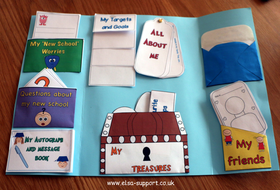 My 'New School'
Worries
Questions about
my new school
My Autograph
and Message
Book
My Targets
and Goals
All
About
Me
My
Treasures
My
friends
www.elsa-support.co.uk